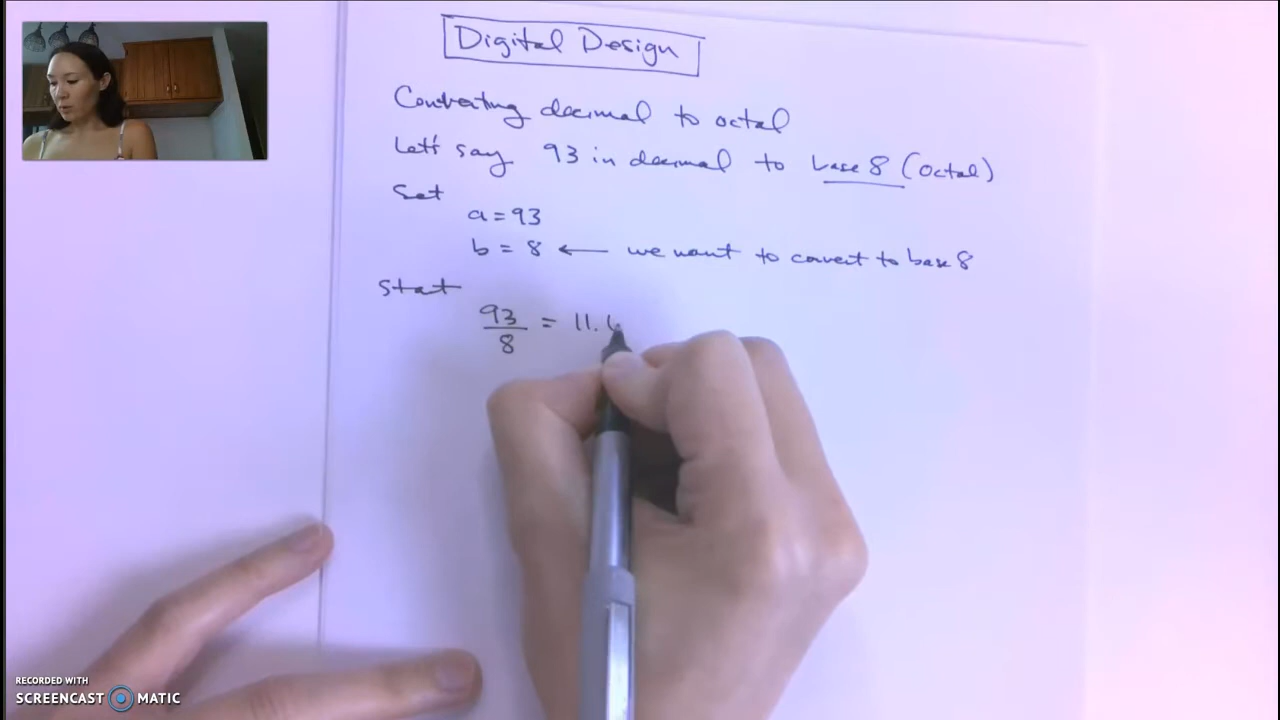 Digital Design
Converting decimal to octal
Let's say 93 in decimal to base 8 (octal)
Set
a = 93
b = 8 ← we want to convert to base 8
Start
93/8 = 11.6
RECORDED WITH
SCREENCAST MATIC